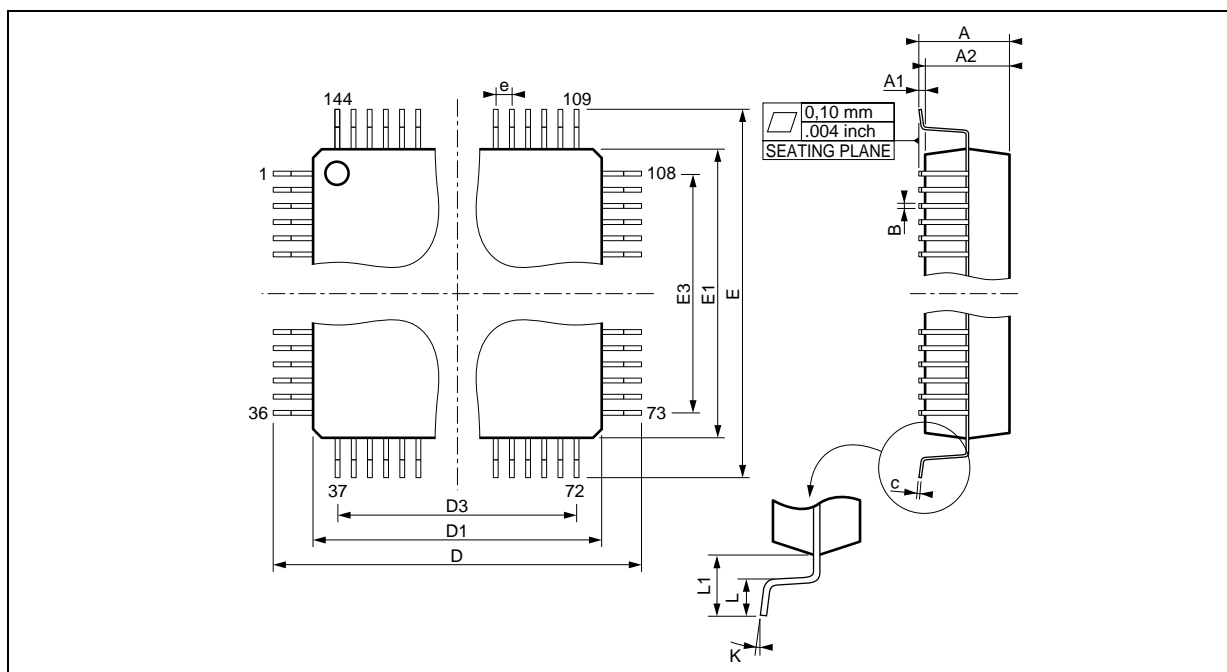 A
A2
A1
e
144
109
0,10 mm
.004 inch
SEATING PLANE
1
108
B
E3
E1
E
36
73
37
72
c
D3
D1
D
L1
L
K